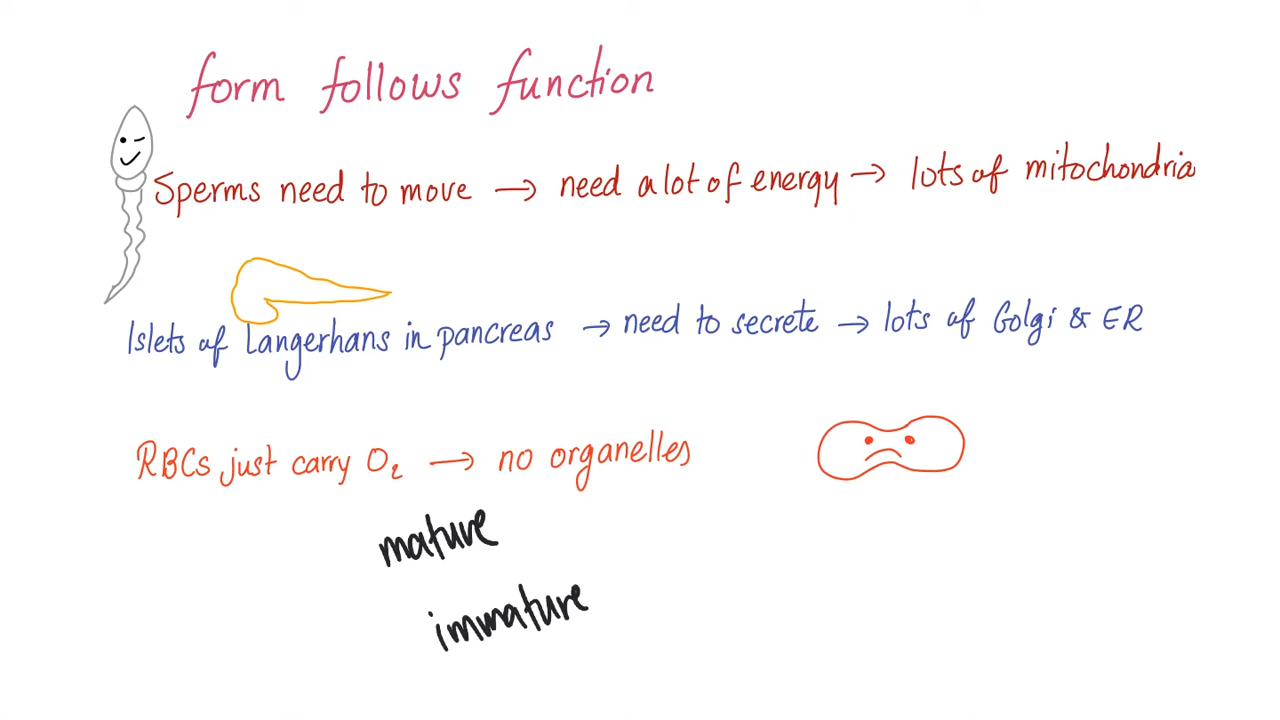 form follows function
Sperms need to move → need a lot of energy → lots of mitochondria
Islets of Langerhans in pancreas → need to secrete → lots of Golgi & ER
RBCs just carry O₂ → no organelles
mature
immature